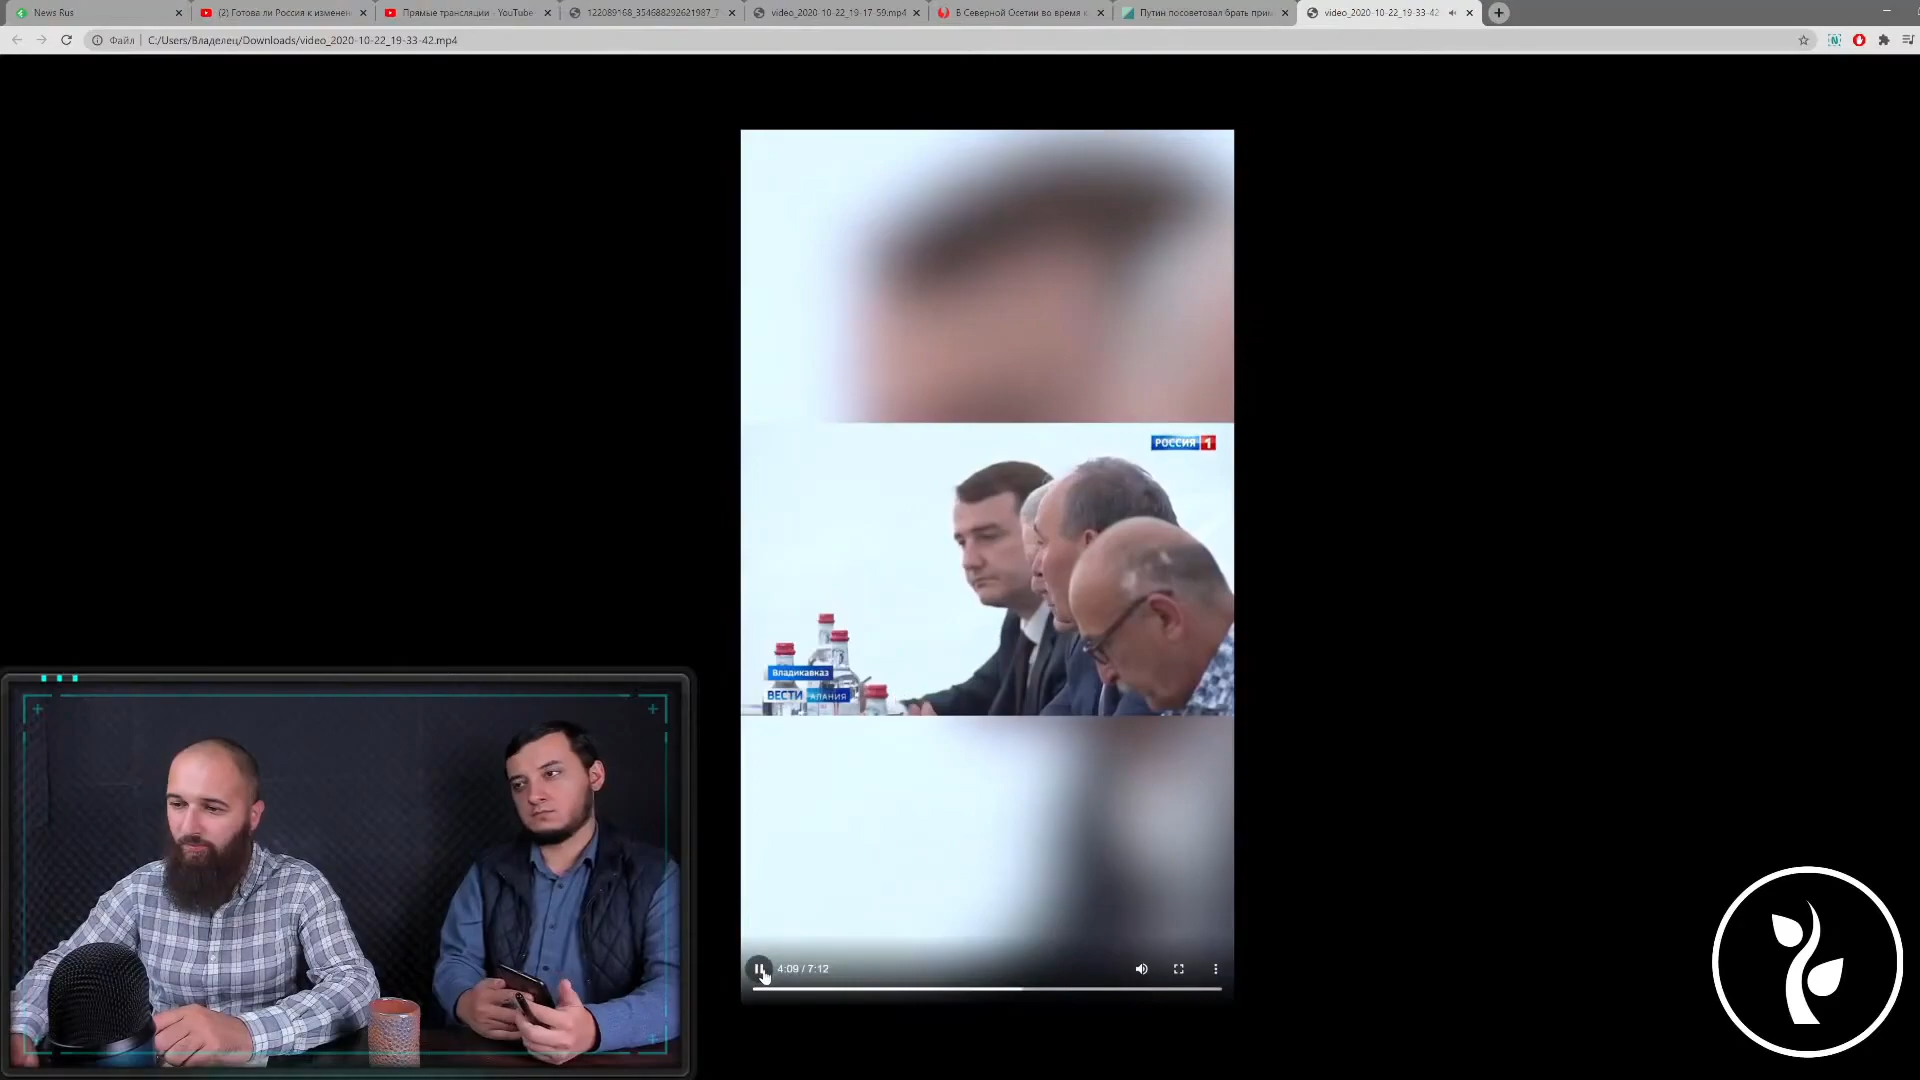 News Rus
(2) Готова ли Россия к изменен
Прямые трансляции - YouTube
122089168_354688292621987_7
video_2020-10-22_19-17-59.mp4
В Северной Осетии во время к
Путин посоветовал брать при
video_2020-10-22_19-33-42
Файл
C:/Users/Владелец/Downloads/video_2020-10-22_19-33-42.mp4
РОССИЯ 1
Владикавказ
ВЕСТИ АЛАНИЯ
4:09 / 7:12